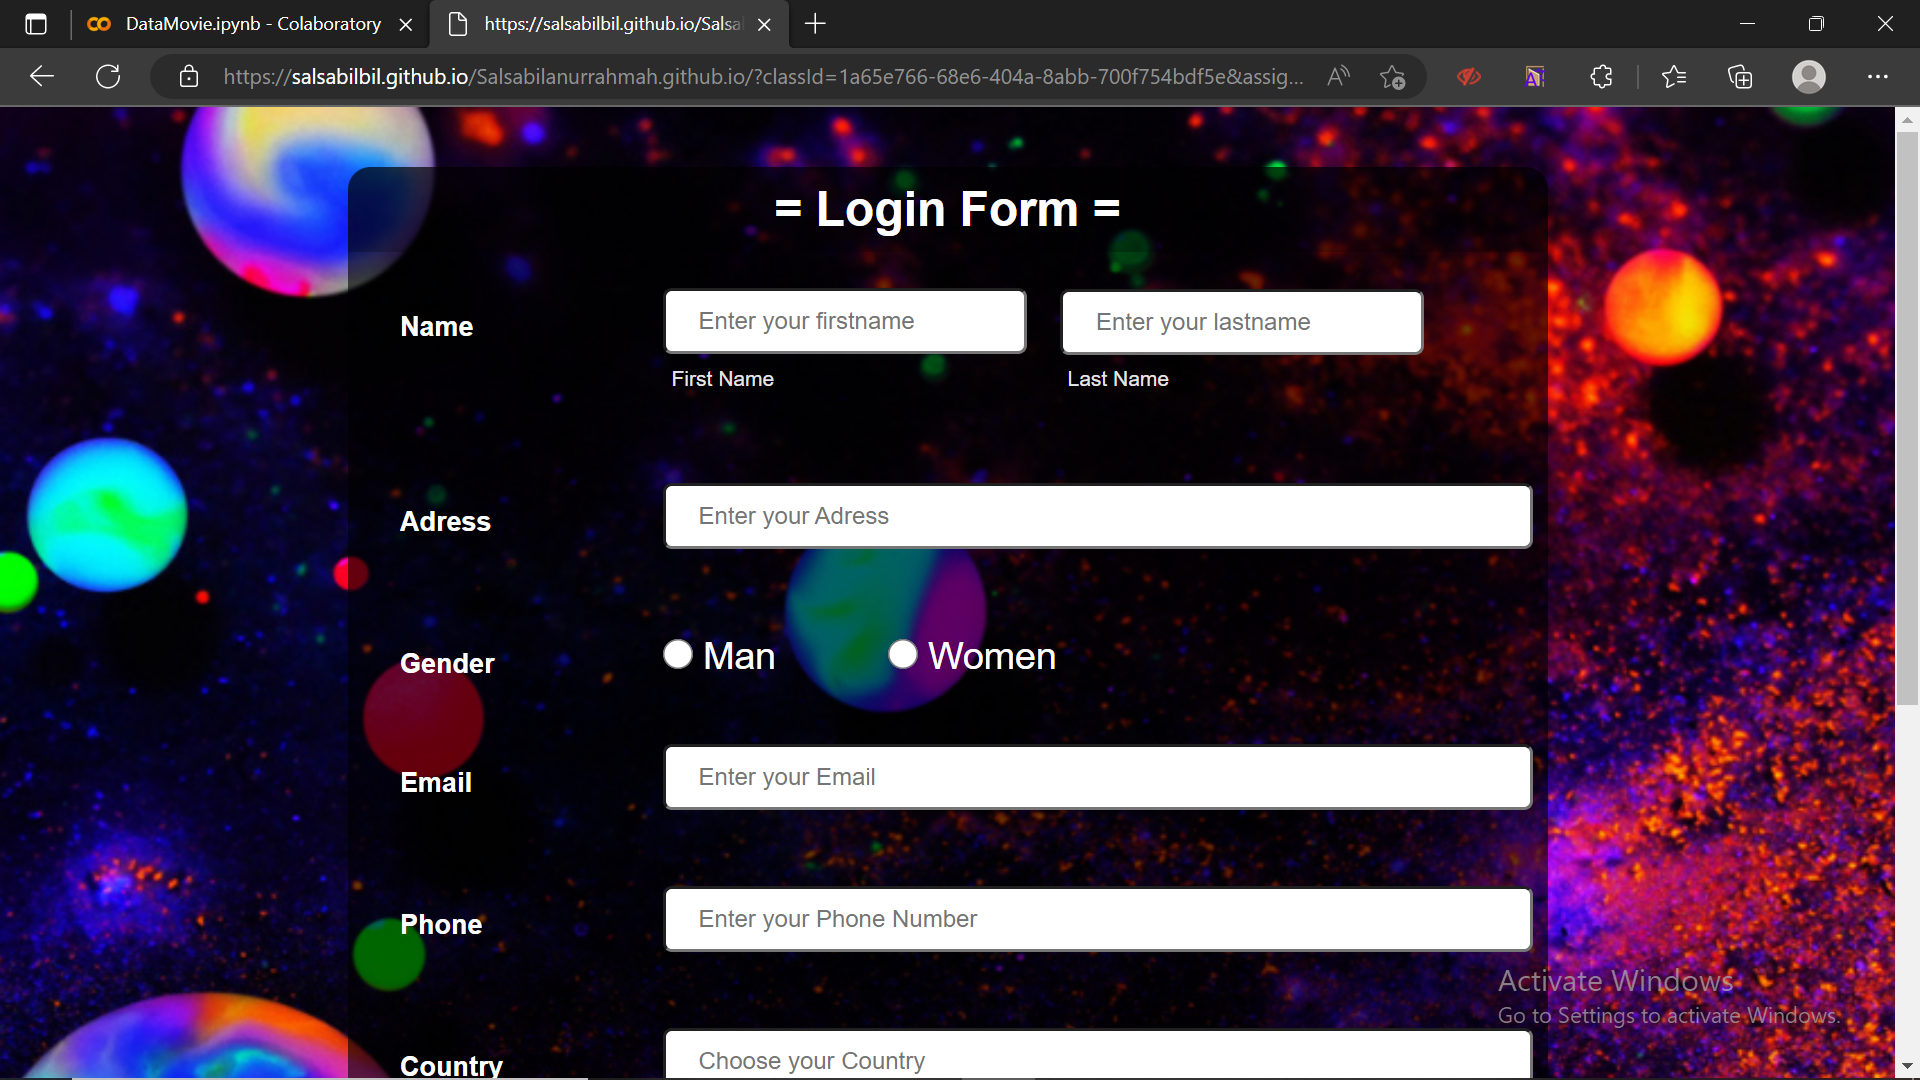 DataMovie.ipynb - Colaboratory
https://salsabilbil.github.io/Salsa
https://salsabilbil.github.io/Salsabilanurrahmah.github.io/?classId=1a65e766-68e6-404a-8abb-700f754bdf5e&assig...
= Login Form =
Name
Enter your firstname
Enter your lastname
First Name
Last Name
Adress
Enter your Adress
Gender
Man
Women
Email
Enter your Email
Phone
Enter your Phone Number
Activate Windows
Go to Settings to activate Windows.
Country
Choose your Country